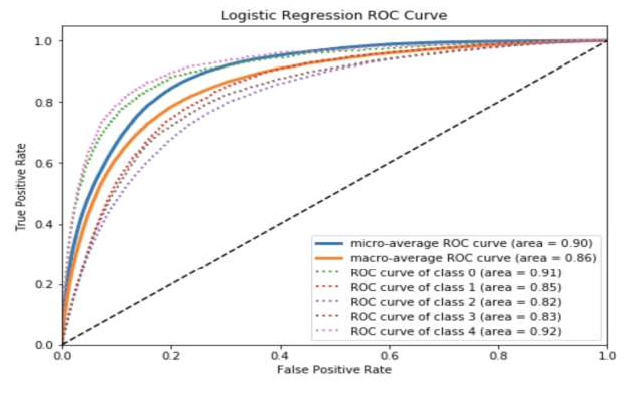 Logistic Regression ROC Curve
1.0
0.8
0.6
0.4
0.2
0.0
True Positive Rate
micro-average ROC curve (area = 0.90)
macro-average ROC curve (area = 0.86)
ROC curve of class 0 (area = 0.91)
ROC curve of class 1 (area = 0.85)
ROC curve of class 2 (area = 0.82)
ROC curve of class 3 (area = 0.83)
ROC curve of class 4 (area = 0.92)
0.0 0.2 0.4 0.6 0.8 1.0
False Positive Rate